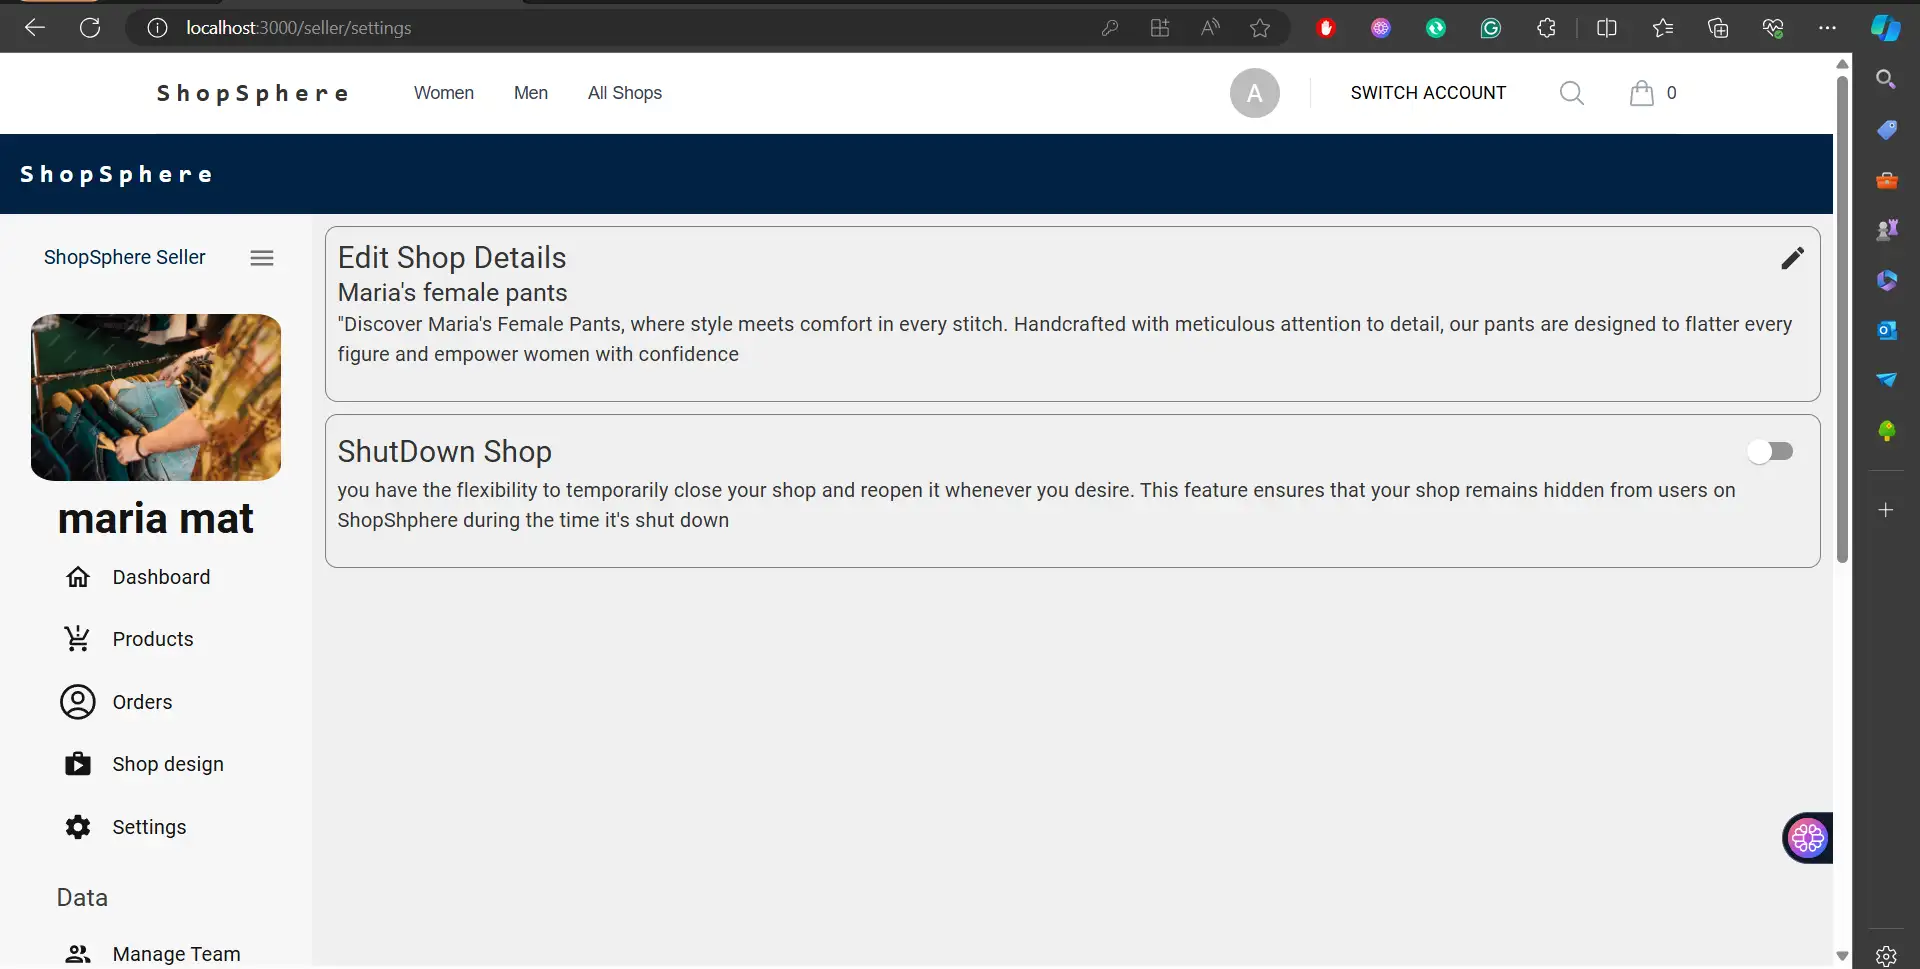 localhost:3000/seller/settings
ShopSphere
Women
Men
All Shops
A
SWITCH ACCOUNT
0
ShopSphere
ShopSphere Seller
maria mat
Dashboard
Products
Orders
Shop design
Settings
Data
Manage Team
Edit Shop Details
Maria's female pants
"Discover Maria's Female Pants, where style meets comfort in every stitch. Handcrafted with meticulous attention to detail, our pants are designed to flatter every
figure and empower women with confidence
ShutDown Shop
you have the flexibility to temporarily close your shop and reopen it whenever you desire. This feature ensures that your shop remains hidden from users on
ShopShphere during the time it's shut down